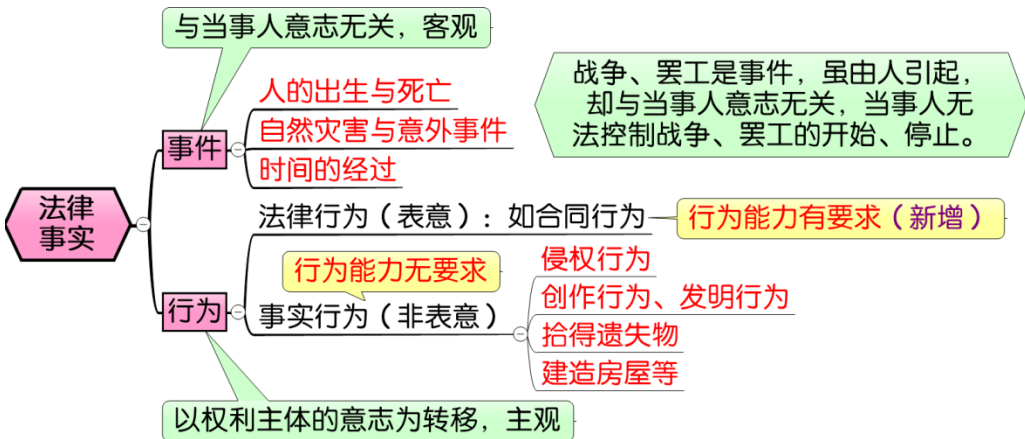 与当事人意志无关，客观
战争、罢工是事件，虽由人引起，
却与当事人意志无关，当事人无
法控制战争、罢工的开始、停止。
人的出生与死亡
自然灾害与意外事件
时间的经过
事件
法律
事实
法律行为（表意）：如合同行为
行为能力有要求（新增）
行为能力无要求
行为
事实行为（非表意）
侵权行为
创作行为、发明行为
拾得遗失物
建造房屋等
以权利主体的意志为转移，主观